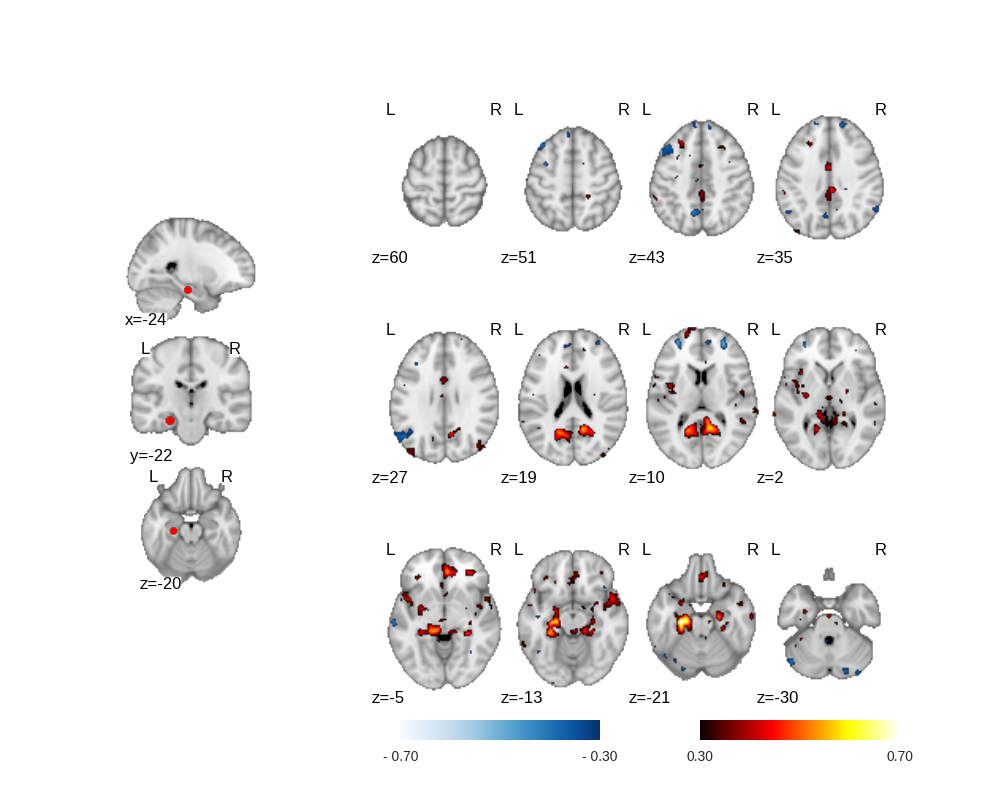 L R L R L R L R
z=60 z=51 z=43 z=35
x=-24
L R L R L R L R
L R
y=-22
L R
z=27 z=19 z=10 z=2
L R L R L R L R
z=-20
z=-5 z=-13 z=-21 z=-30
- 0.70 - 0.30 0.30 0.70